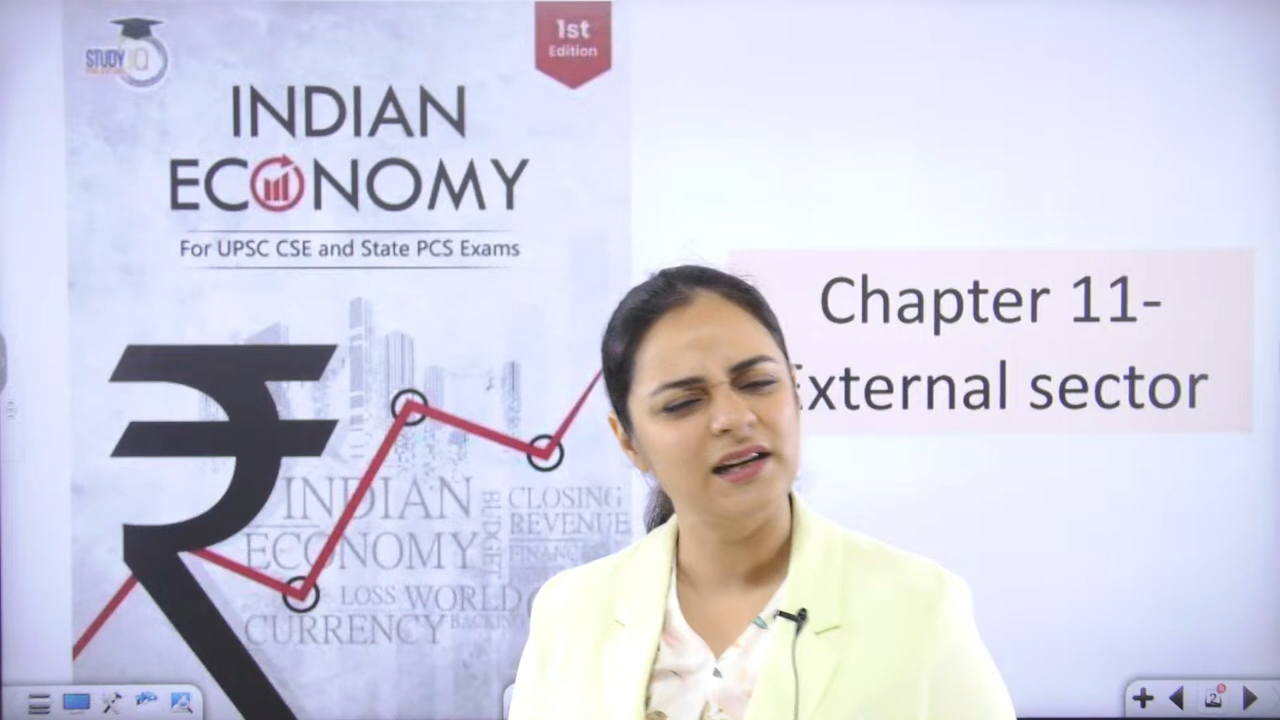 STUDY IQ
1st
Edition
INDIAN
ECONOMY
For UPSC CSE and State PCS Exams
Chapter 11-
External sector
INDIAN
ECONOMY
BUDGET
CLOSING
REVENUE
LOSS WORLD
CURRENCY
2